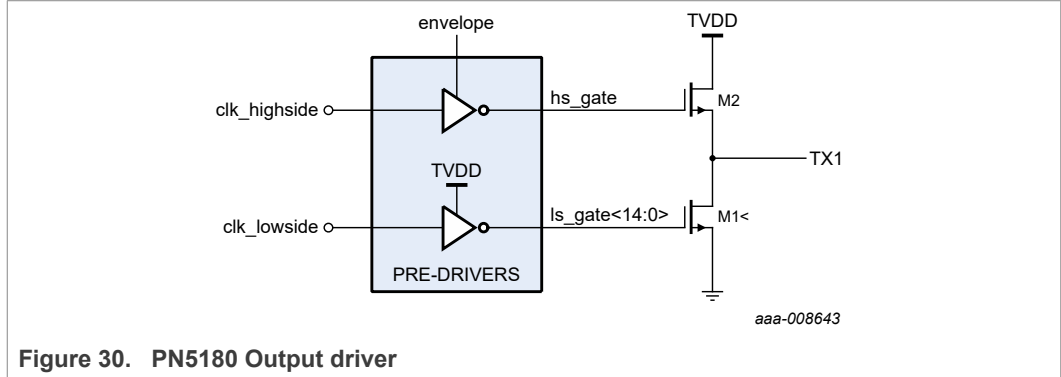 envelope
TVDD
clk_highside
hs_gate
M2
TX1
TVDD
clk_lowside
ls_gate<14:0>
M1<
PRE-DRIVERS
aaa-008643
Figure 30. PN5180 Output driver